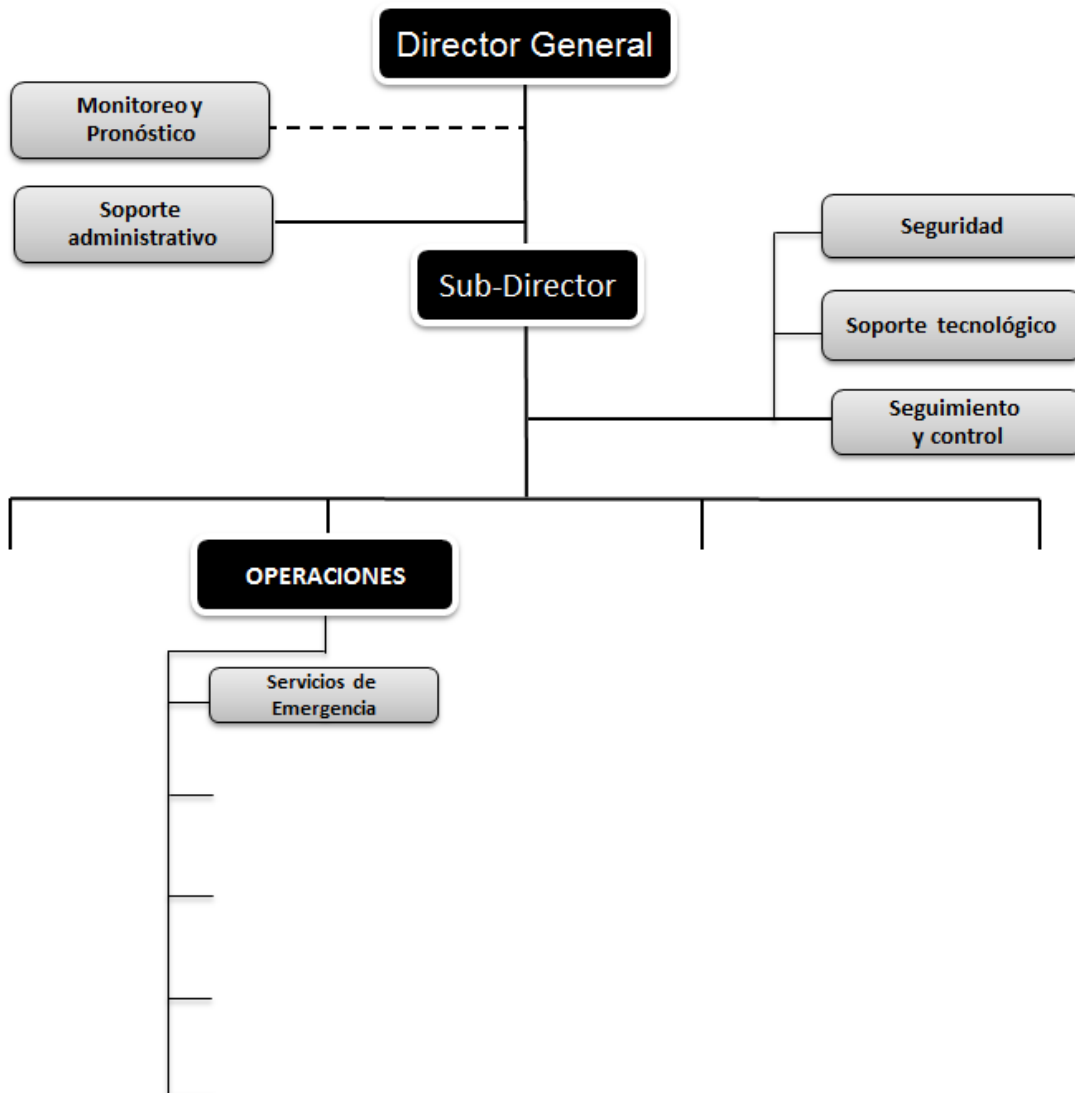 Director General
Monitoreo y
Pronóstico
Soporte
administrativo
Seguridad
Sub-Director
Soporte tecnológico
Seguimiento
y control
OPERACIONES
Servicios de
Emergencia